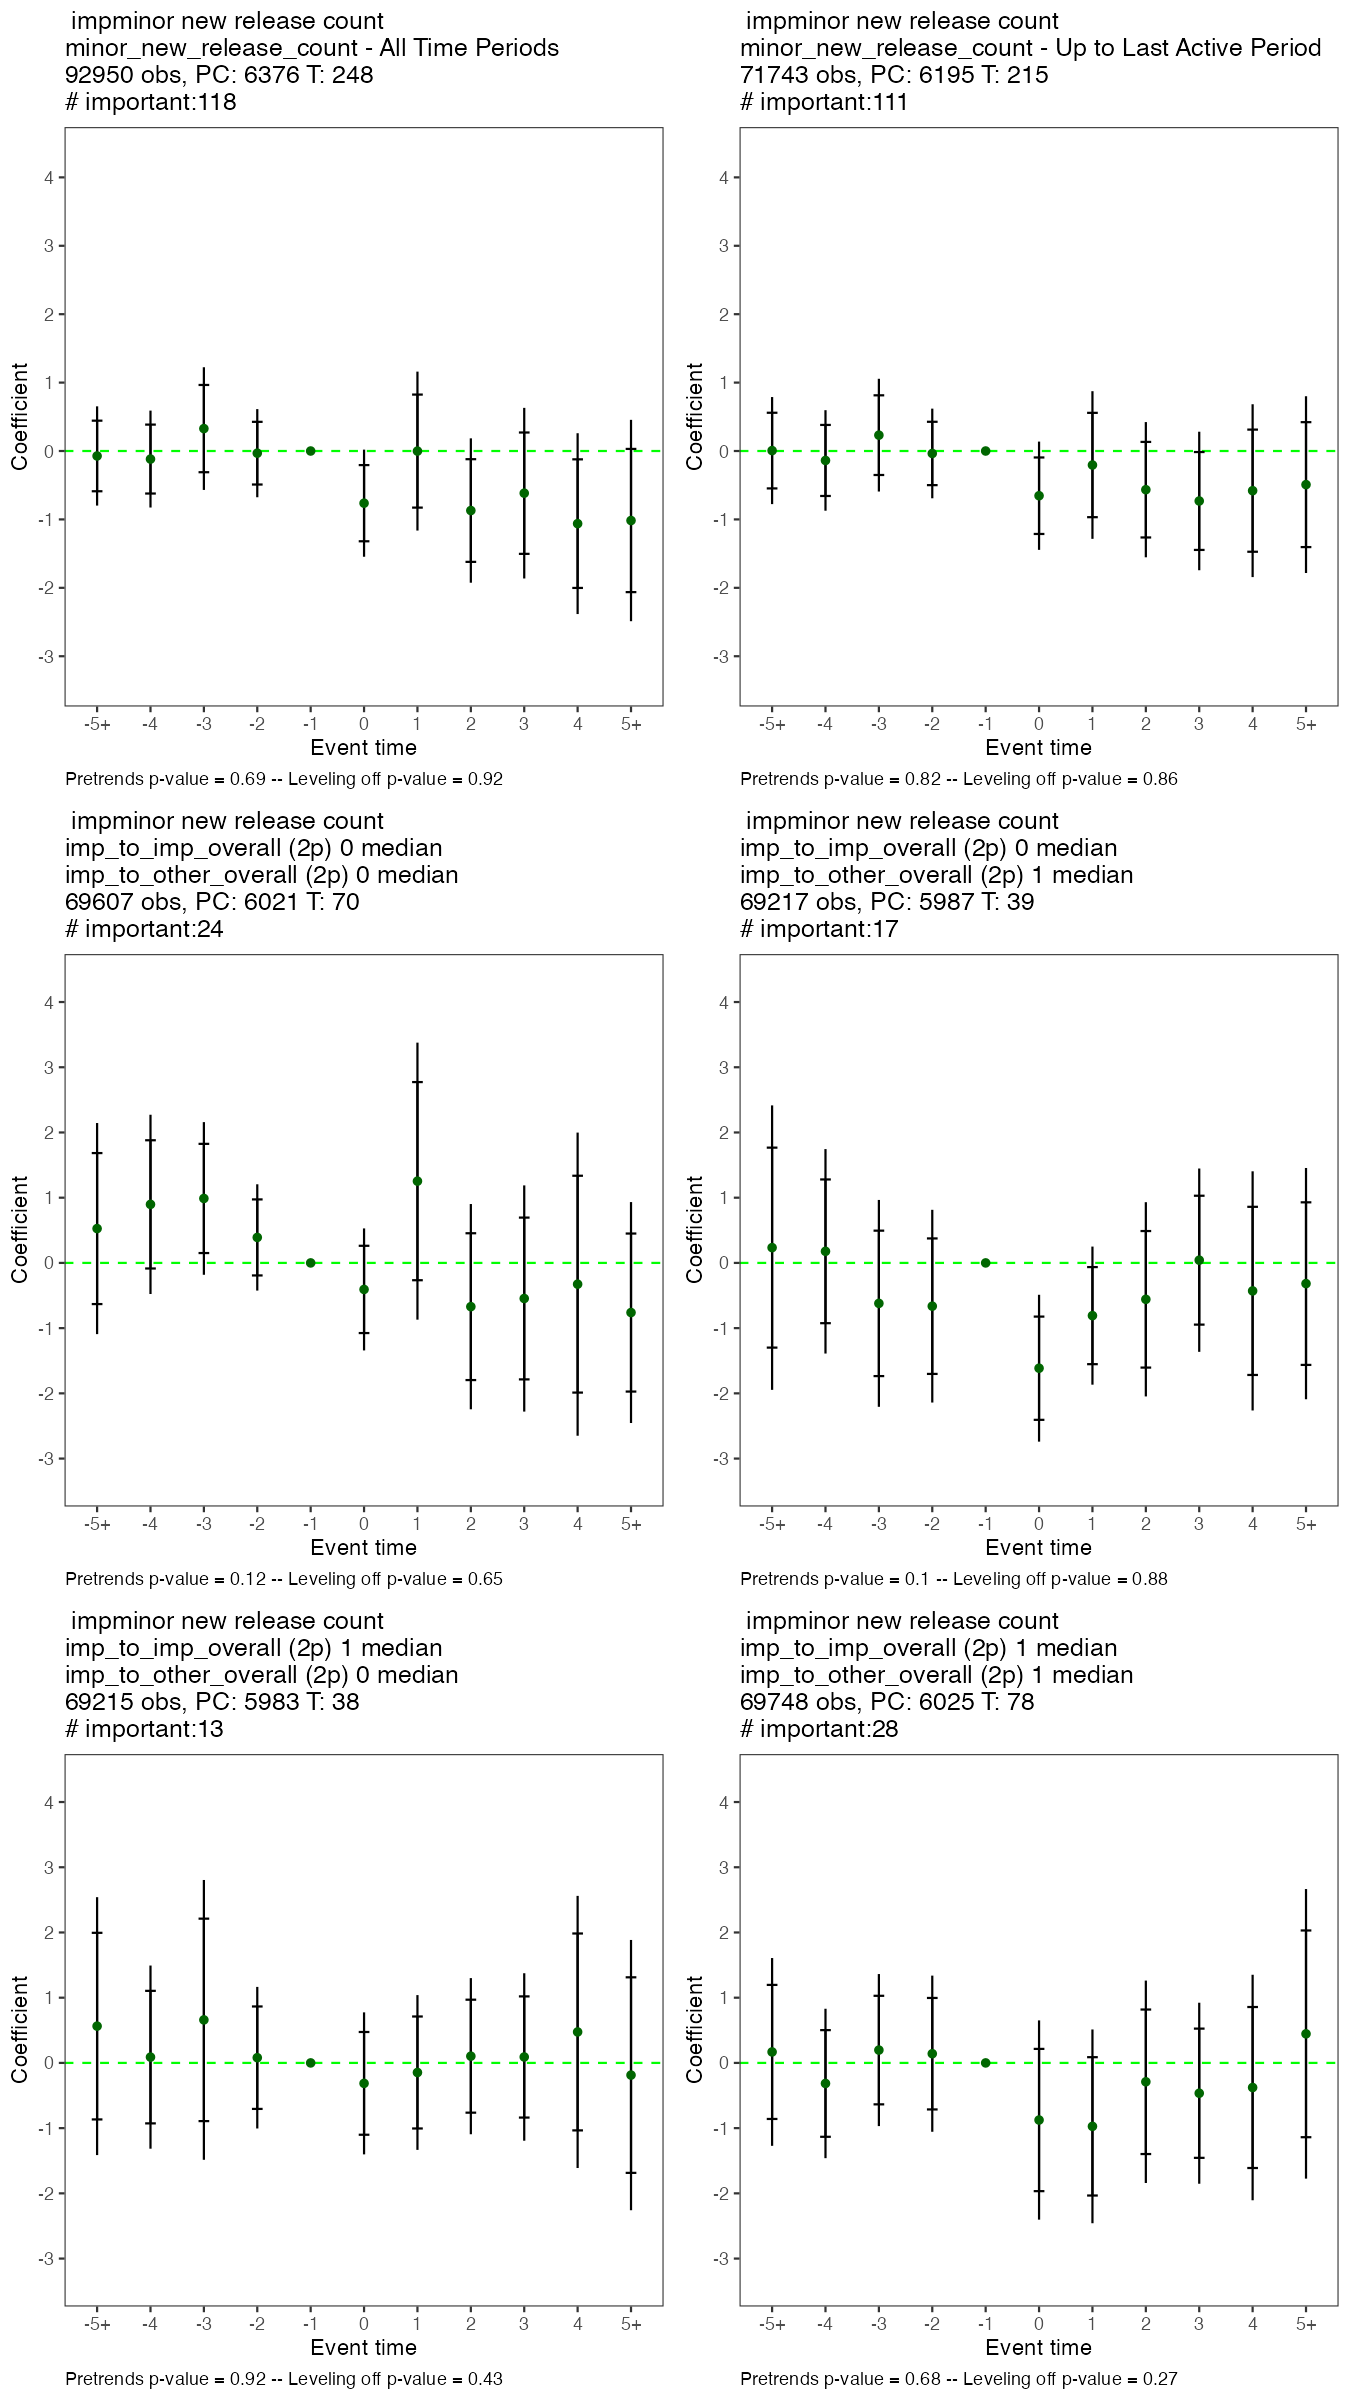 impminor new release count
minor_new_release_count - All Time Periods
92950 obs, PC: 6376 T: 248
# important:118
4
3
2
1
0
-1
-2
-3
Coefficient
-5+ -4 -3 -2 -1 0 1 2 3 4 5+
Event time
Pretrends p-value = 0.69 -- Leveling off p-value = 0.92
impminor new release count
minor_new_release_count - Up to Last Active Period
71743 obs, PC: 6195 T: 215
# important:111
4
3
2
1
0
-1
-2
-3
Coefficient
-5+ -4 -3 -2 -1 0 1 2 3 4 5+
Event time
Pretrends p-value = 0.82 -- Leveling off p-value = 0.86
impminor new release count
imp_to_imp_overall (2p) 0 median
imp_to_other_overall (2p) 0 median
69607 obs, PC: 6021 T: 70
# important:24
4
3
2
1
0
-1
-2
-3
Coefficient
-5+ -4 -3 -2 -1 0 1 2 3 4 5+
Event time
Pretrends p-value = 0.12 -- Leveling off p-value = 0.65
impminor new release count
imp_to_imp_overall (2p) 0 median
imp_to_other_overall (2p) 1 median
69217 obs, PC: 5987 T: 39
# important:17
4
3
2
1
0
-1
-2
-3
Coefficient
-5+ -4 -3 -2 -1 0 1 2 3 4 5+
Event time
Pretrends p-value = 0.1 -- Leveling off p-value = 0.88
impminor new release count
imp_to_imp_overall (2p) 1 median
imp_to_other_overall (2p) 0 median
69215 obs, PC: 5983 T: 38
# important:13
4
3
2
1
0
-1
-2
-3
Coefficient
-5+ -4 -3 -2 -1 0 1 2 3 4 5+
Event time
Pretrends p-value = 0.92 -- Leveling off p-value = 0.43
impminor new release count
imp_to_imp_overall (2p) 1 median
imp_to_other_overall (2p) 1 median
69748 obs, PC: 6025 T: 78
# important:28
4
3
2
1
0
-1
-2
-3
Coefficient
-5+ -4 -3 -2 -1 0 1 2 3 4 5+
Event time
Pretrends p-value = 0.68 -- Leveling off p-value = 0.27